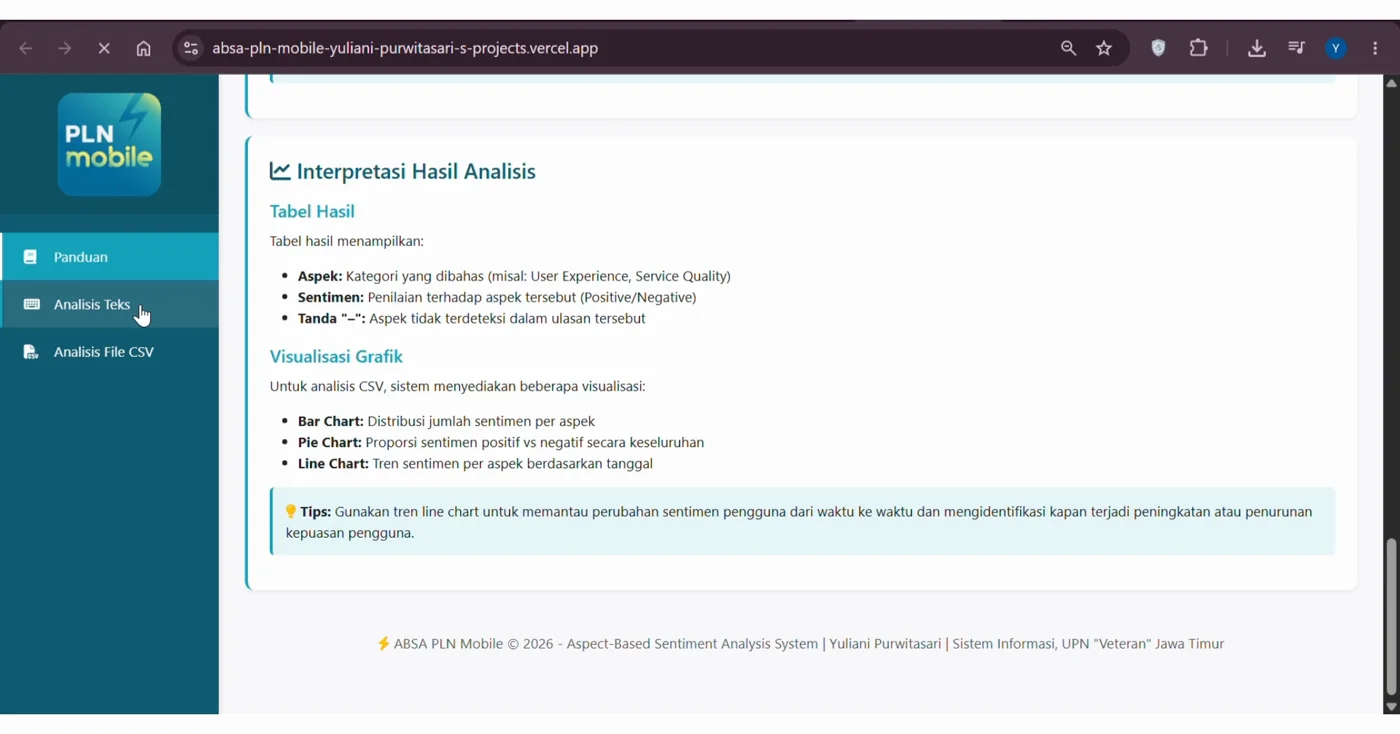 absa-pln-mobile-yuliani-purwitasari-s-projects.vercel.app
Y
PLN
mobile
Panduan
Analisis Teks
Analisis File CSV
Interpretasi Hasil Analisis
Tabel Hasil
Tabel hasil menampilkan:
• Aspek: Kategori yang dibahas (misal: User Experience, Service Quality)
• Sentimen: Penilaian terhadap aspek tersebut (Positive/Negative)
• Tanda "–": Aspek tidak terdeteksi dalam ulasan tersebut
Visualisasi Grafik
Untuk analisis CSV, sistem menyediakan beberapa visualisasi:
• Bar Chart: Distribusi jumlah sentimen per aspek
• Pie Chart: Proporsi sentimen positif vs negatif secara keseluruhan
• Line Chart: Tren sentimen per aspek berdasarkan tanggal
💡 Tips: Gunakan tren line chart untuk memantau perubahan sentimen pengguna dari waktu ke waktu dan mengidentifikasi kapan terjadi peningkatan atau penurunan
kepuasan pengguna.
⚡ ABSA PLN Mobile © 2026 - Aspect-Based Sentiment Analysis System | Yuliani Purwitasari | Sistem Informasi, UPN "Veteran" Jawa Timur